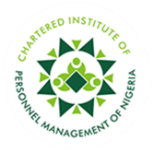 CHARTERED INSTITUTE OF
PERSONNEL MANAGEMENT OF NIGERIA